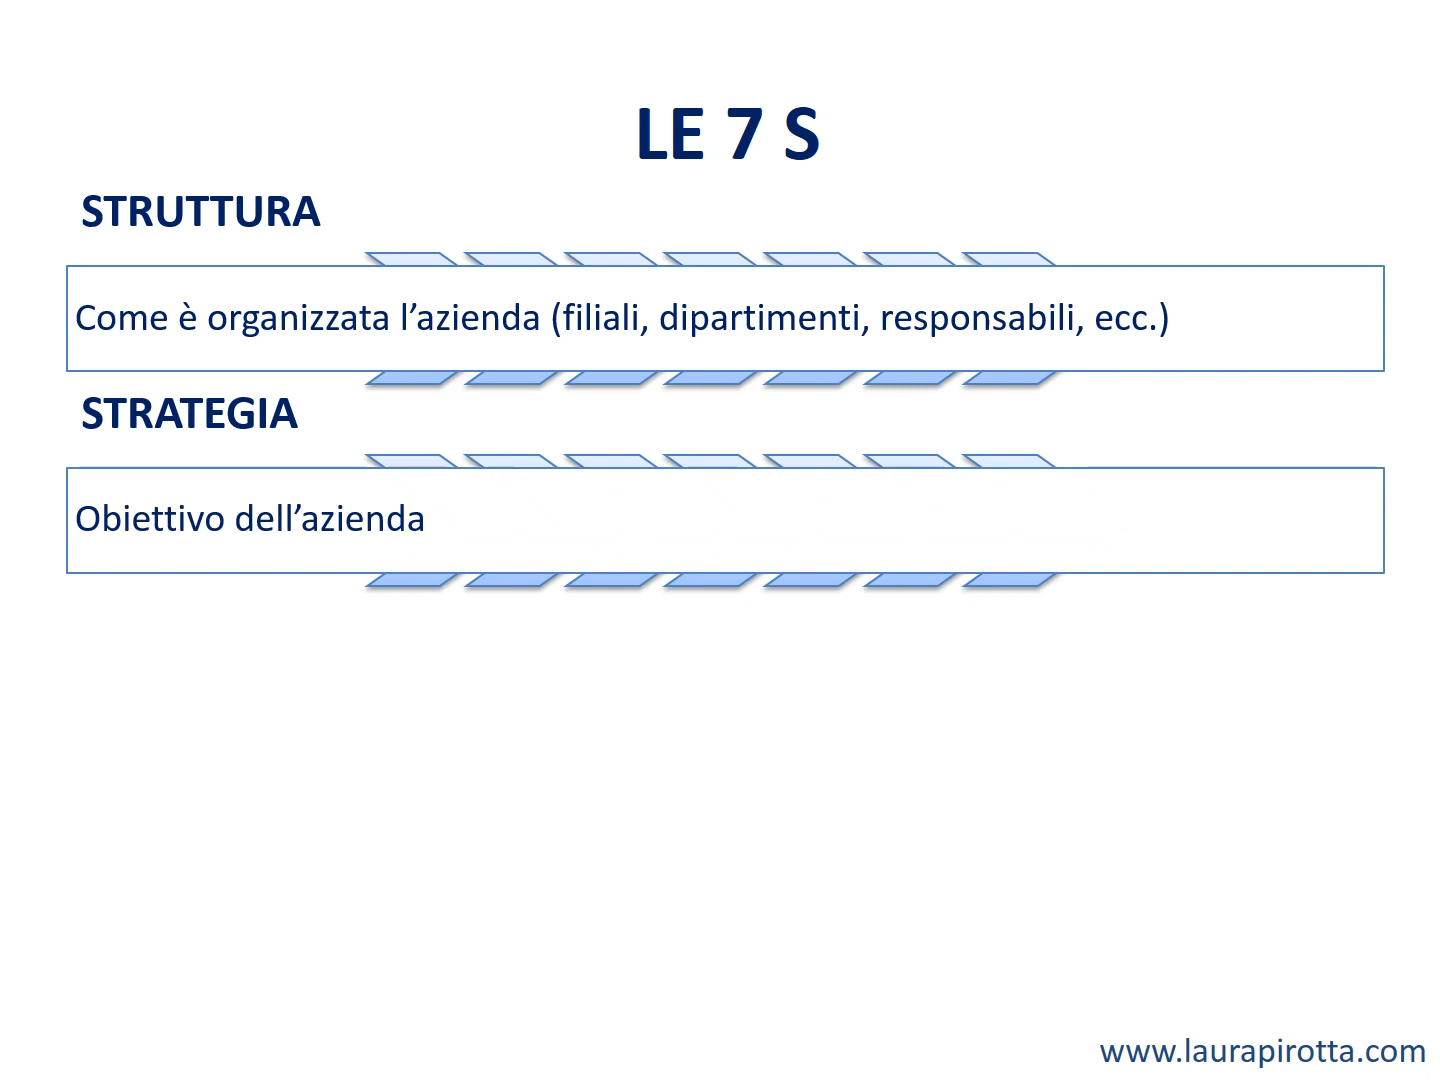 LE 7 S
STRUTTURA
Come è organizzata l’azienda (filiali, dipartimenti, responsabili, ecc.)
STRATEGIA
Obiettivo dell’azienda
www.laurapirotta.com